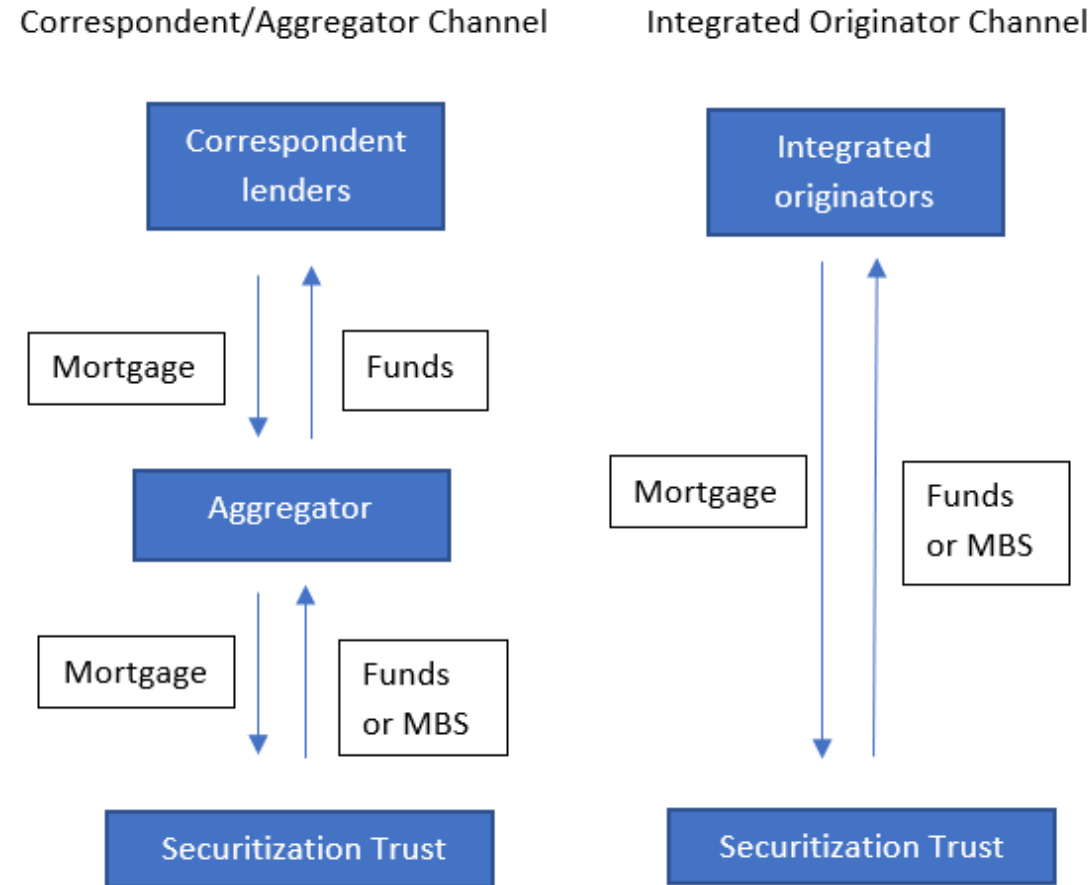 Correspondent/Aggregator Channel
Correspondent
lenders
Mortgage
Funds
Aggregator
Mortgage
Funds
or MBS
Securitization Trust
Integrated Originator Channel
Integrated
originators
Mortgage
Funds
or MBS
Securitization Trust